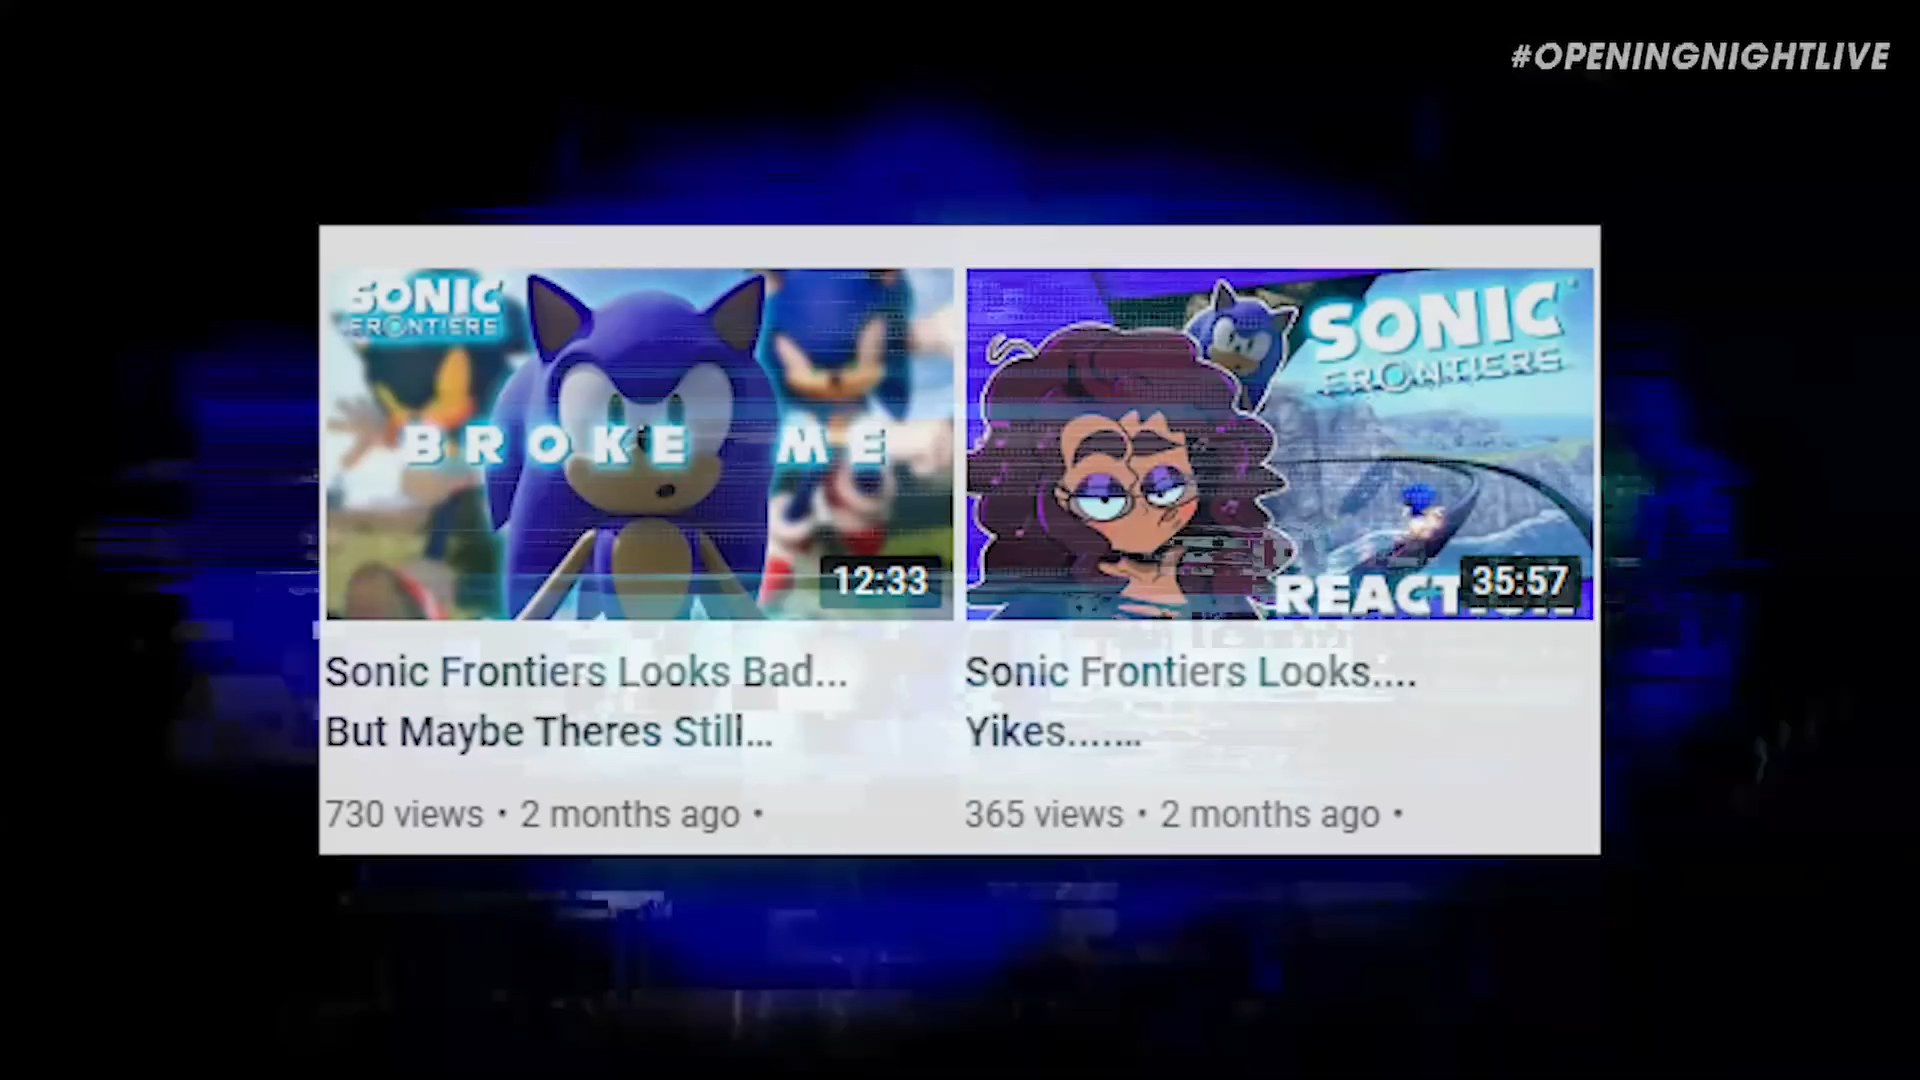 #OPENINGNIGHTLIVE
SONIC
FRONTIERS
BROKE ME
12:33
SONIC
FRONTIERS
REACT
35:57
Sonic Frontiers Looks Bad...
But Maybe Theres Still...
730 views • 2 months ago •
Sonic Frontiers Looks....
Yikes.......
365 views • 2 months ago •